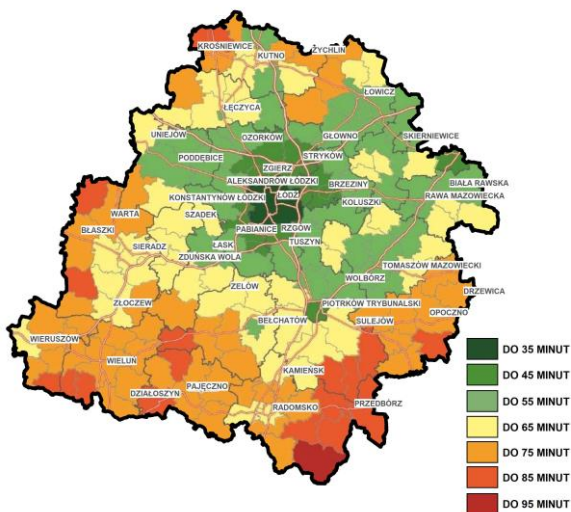 KROŚNIEWICE
KUTNO
ŻYCHLIN
ŁOWICZ
ŁĘCZYCA
UNIEJÓW
OZORKÓW
GŁOWNO
SKIERNIEWICE
STRYKÓW
PODDĘBICE
ZGIERZ
ALEKSANDRÓW ŁÓDZKI
BRZEZINY
BIAŁA RAWSKA
KONSTANTYNÓW ŁÓDZKI
ŁÓDŹ
RAWA MAZOWIECKA
KOLUSZKI
WARTA
SZADEK
BŁASZKI
PABIANICE
RZGÓW
SIERADZ
ŁASK
TUSZYN
ZDUŃSKA WOLA
TOMASZÓW MAZOWIECKI
WOLBÓRZ
ZELÓW
DRZEWICA
ZŁOCZEW
PIOTRKÓW TRYBUNALSKI
OPOCZNO
BEŁCHATÓW
SULEJÓW
WIERUSZÓW
WIELUŃ
KAMIEŃSK
PAJĘCZNO
DZIAŁOSZYN
RADOMSKO
PRZEDBÓRZ
DO 35 MINUT
DO 45 MINUT
DO 55 MINUT
DO 65 MINUT
DO 75 MINUT
DO 85 MINUT
DO 95 MINUT